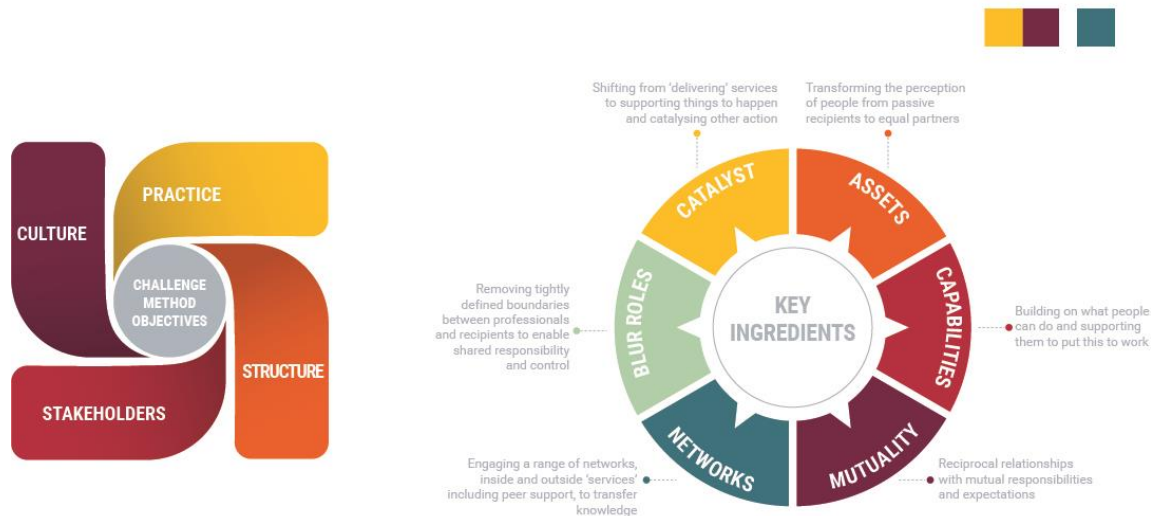 PRACTICE
CULTURE
CHALLENGE
METHOD
OBJECTIVES
STRUCTURE
STAKEHOLDERS
Shifting from 'delivering' services
to supporting things to happen
and catalysing other action
Transforming the perception
of people from passive
recipients to equal partners
CATALYST
ASSETS
Removing tightly
defined boundaries
between professionals
and recipients to enable
shared responsibility
and control
BLUR ROLES
KEY
INGREDIENTS
CAPABILITIES
Building on what people
can do and supporting
them to put this to work
NETWORKS
MUTUALITY
Engaging a range of networks,
inside and outside 'services'
including peer support, to transfer
knowledge
Reciprocal relationships
with mutual responsibilities
and expectations